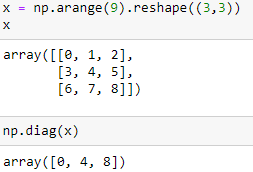 x = np.arange(9).reshape((3,3))
x
array([[0, 1, 2],
       [3, 4, 5],
       [6, 7, 8]])
np.diag(x)
array([0, 4, 8])